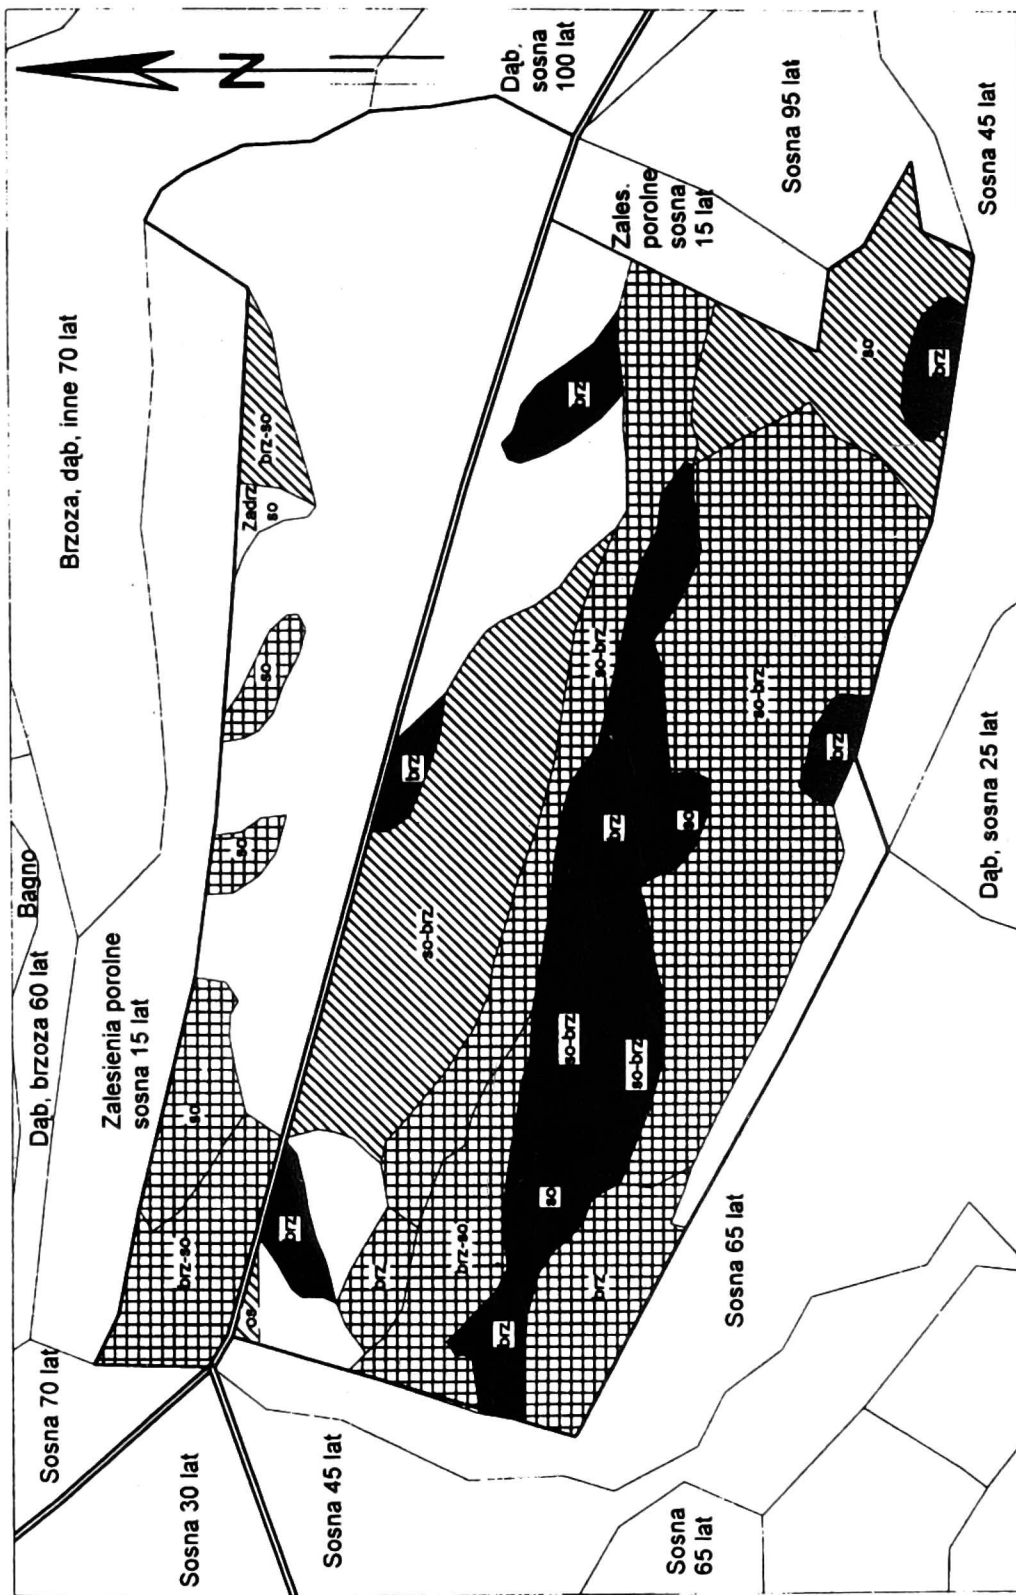 Sosna 70 lat
Dąb, brzoza 60 lat
Bagno
Brzoza, dąb, inne 70 lat
N
Zalesienia porolne
sosna 15 lat
Sosna 30 lat
brz-so
so
so
so
Zadrz
so
brz-so
os
brz
Sosna 45 lat
brz
so-brz
brz
brz
brz-so
so-brz
brz
so
so-brz
so-brz
brz
so
brz
so-brz
brz
so
brz
Dąb,
sosna
100 lat
Zales.
porolne
sosna
15 lat
Sosna 95 lat
Sosna 45 lat
Sosna
65 lat
Sosna 65 lat
Dąb, sosna 25 lat